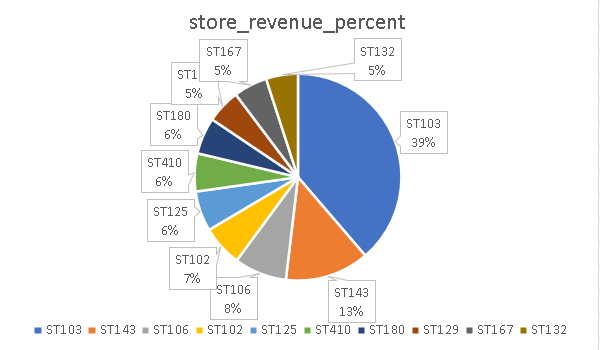 store_revenue_percent
ST103
39%
ST143
13%
ST106
8%
ST102
7%
ST125
6%
ST410
6%
ST180
6%
ST1
5%
ST167
5%
ST132
5%
ST103 ST143 ST106 ST102 ST125 ST410 ST180 ST129 ST167 ST132